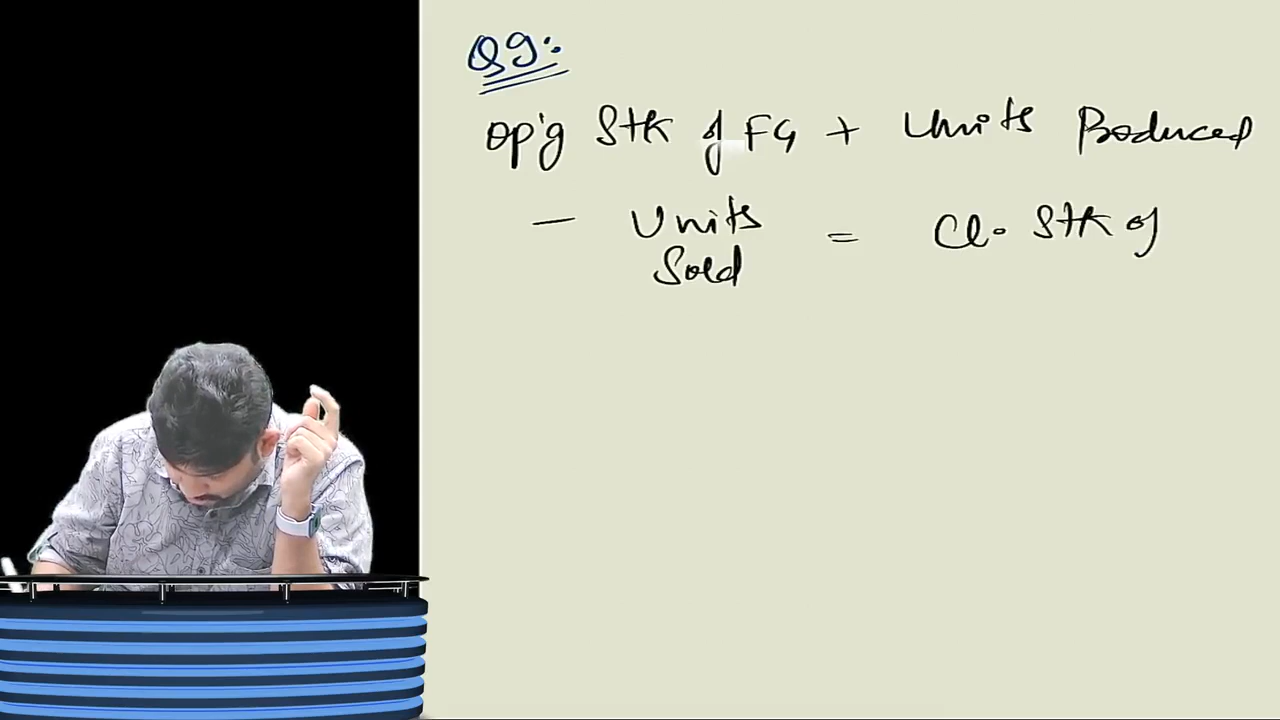 Q9:
Op'g Stk of FG + Units Produced
- Units = Cl. Stk of
Sold